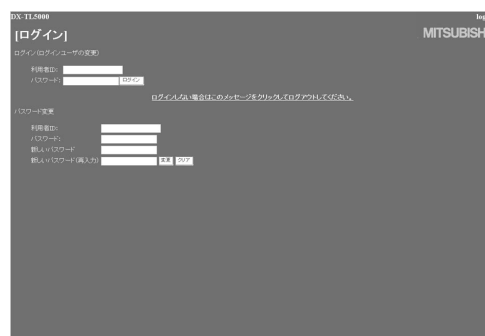 DX-TL5000
log
[ログイン]
MITSUBISH
ログイン(ログインユーザの変更)
利用者ID:
パスワード:
ログイン
ログインしない場合はこのメッセージをクリックしてログアウトしてください。
パスワード変更
利用者ID:
パスワード:
新しいパスワード
新しいパスワード(再入力)
変更 クリア